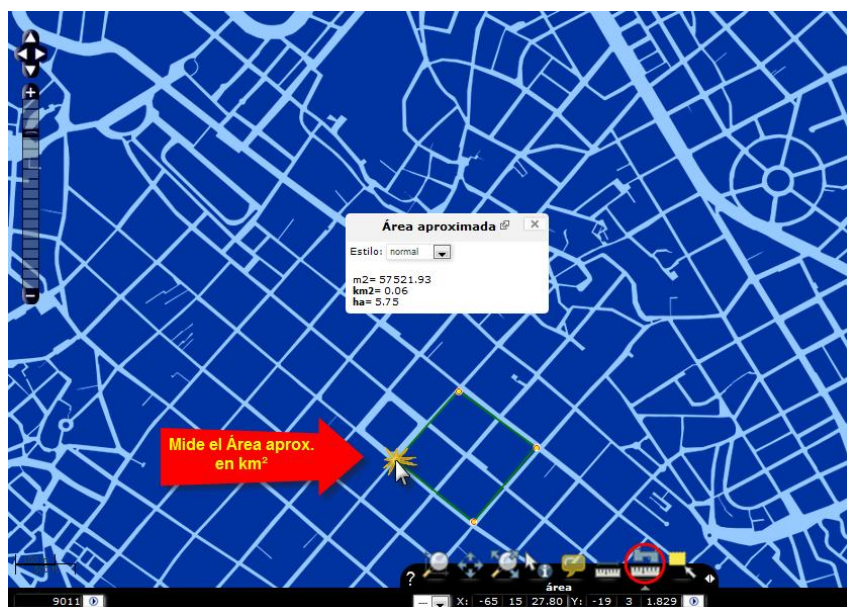 Área aproximada
Estilo: normal
m2= 57521.93
km2= 0.06
ha= 5.75
Mide el Área aprox.
en km²
?
área
9011
--- X: -65 15 27.80 Y: -19 3 1.829